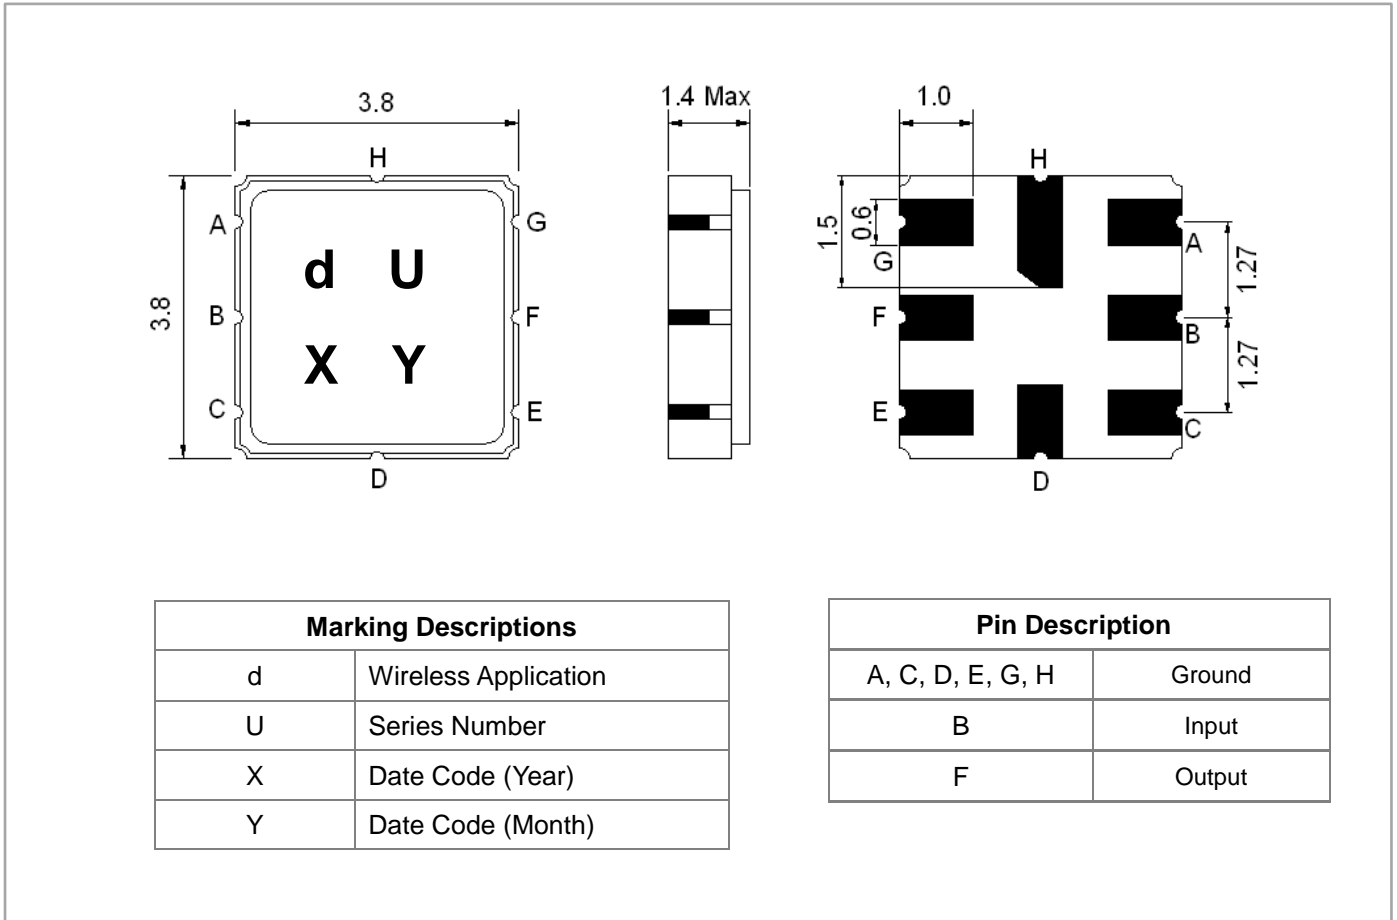 3.8
1.4 Max
1.0
H
H
A
G
1.5
0.6
A
G
d U
1.27
3.8
B
F
F
B
X Y
1.27
C
E
E
C
D
D
Marking Descriptions
d Wireless Application
U Series Number
X Date Code (Year)
Y Date Code (Month)
Pin Description
A, C, D, E, G, H Ground
B Input
F Output